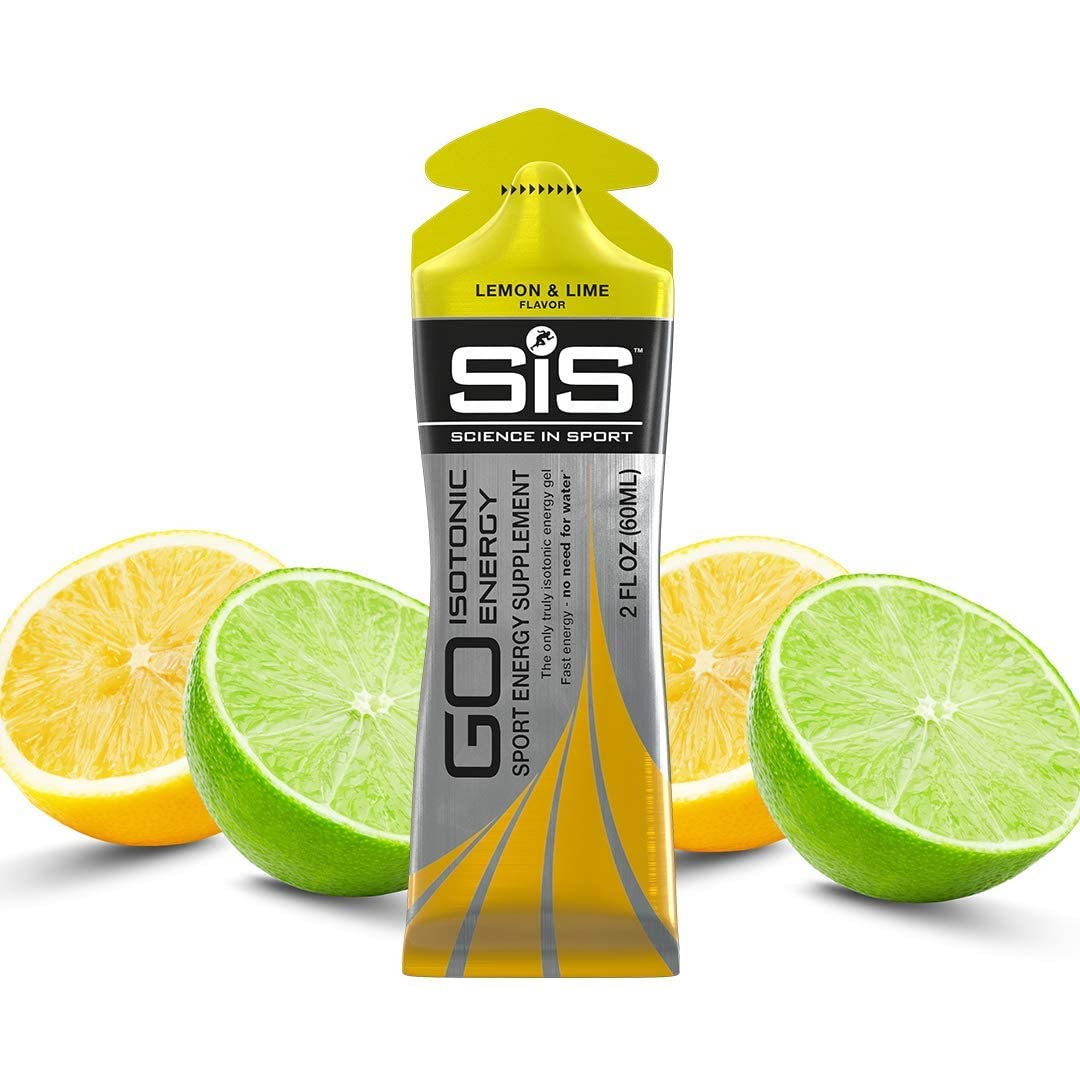 LEMON & LIME
FLAVOR
SiS™
SCIENCE IN SPORT
GO ISOTONIC
ENERGY
SPORT ENERGY SUPPLEMENT
The only truly isotonic energy gel
Fast energy - no need for water*
2 FL OZ (60ML)